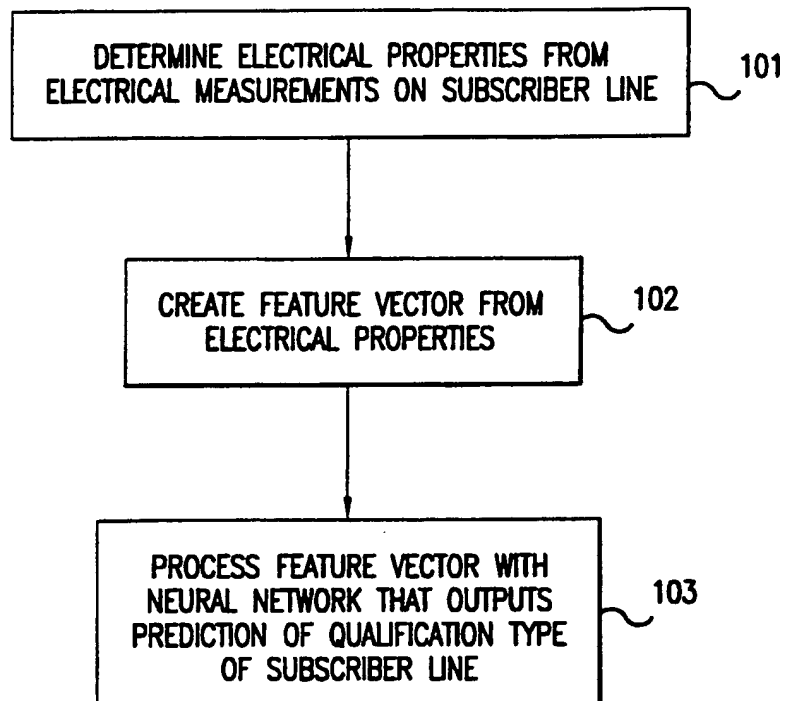 DETERMINE ELECTRICAL PROPERTIES FROM
ELECTRICAL MEASUREMENTS ON SUBSCRIBER LINE
101
CREATE FEATURE VECTOR FROM
ELECTRICAL PROPERTIES
102
PROCESS FEATURE VECTOR WITH
NEURAL NETWORK THAT OUTPUTS
PREDICTION OF QUALIFICATION TYPE
OF SUBSCRIBER LINE
103